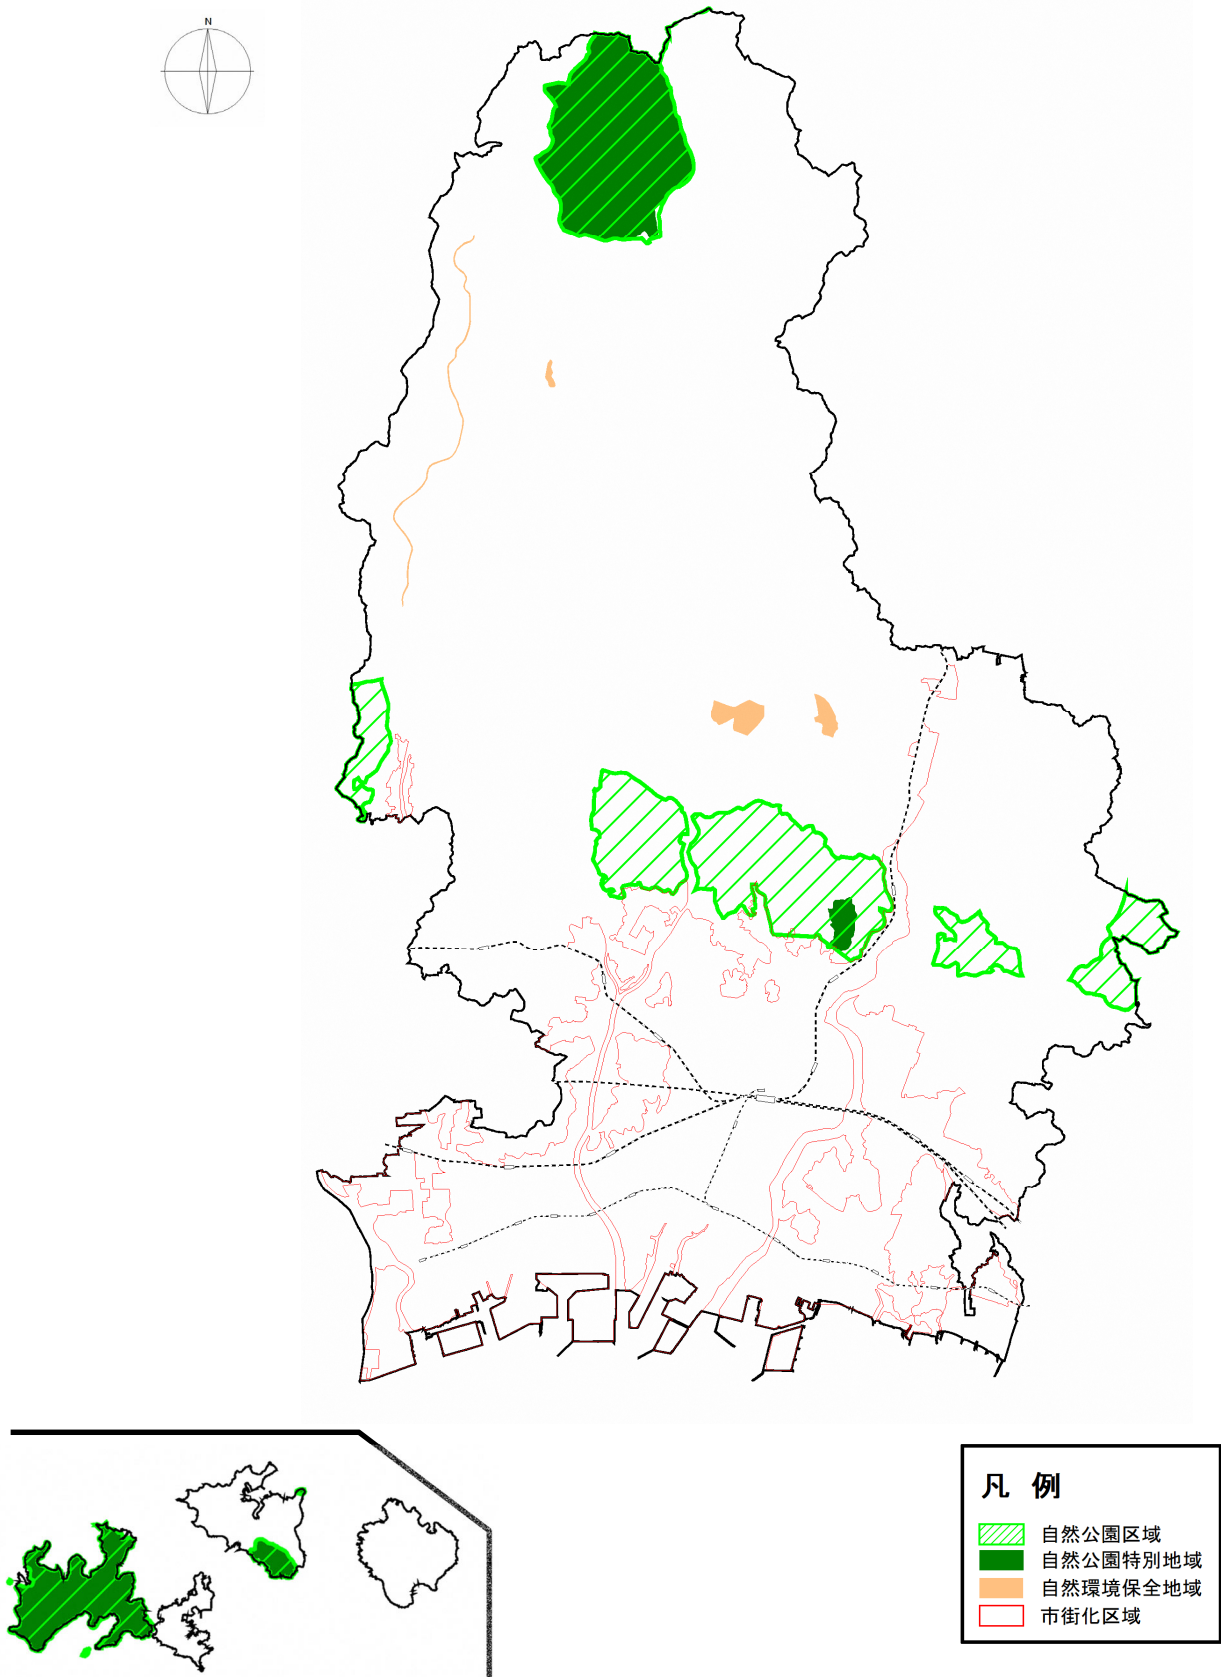 N
凡 例
自然公園区域
自然公園特別地域
自然環境保全地域
市街化区域